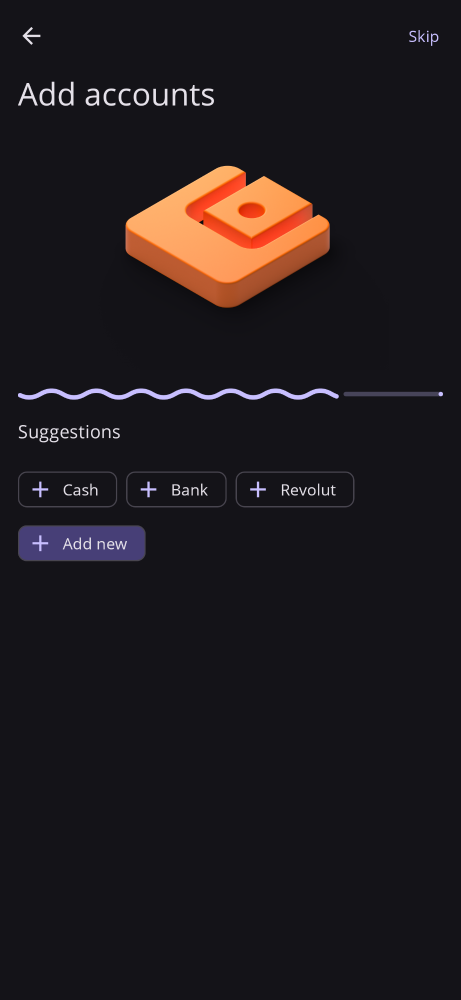 Skip
Add accounts
Suggestions
Cash
Bank
Revolut
Add new